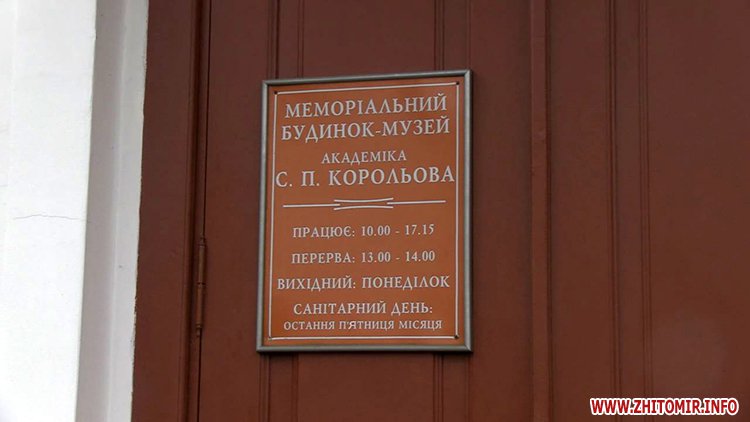 МЕМОРІАЛЬНИЙ
БУДИНОК-МУЗЕЙ
АКАДЕМІКА
С. П. КОРОЛЬОВА
ПРАЦЮЄ: 10.00 - 17.15
ПЕРЕРВА: 13.00 - 14.00
ВИХІДНИЙ: ПОНЕДІЛОК
САНІТАРНИЙ ДЕНЬ:
ОСТАННЯ П'ЯТНИЦЯ МІСЯЦЯ
WWW.ZHITOMIR.INFO